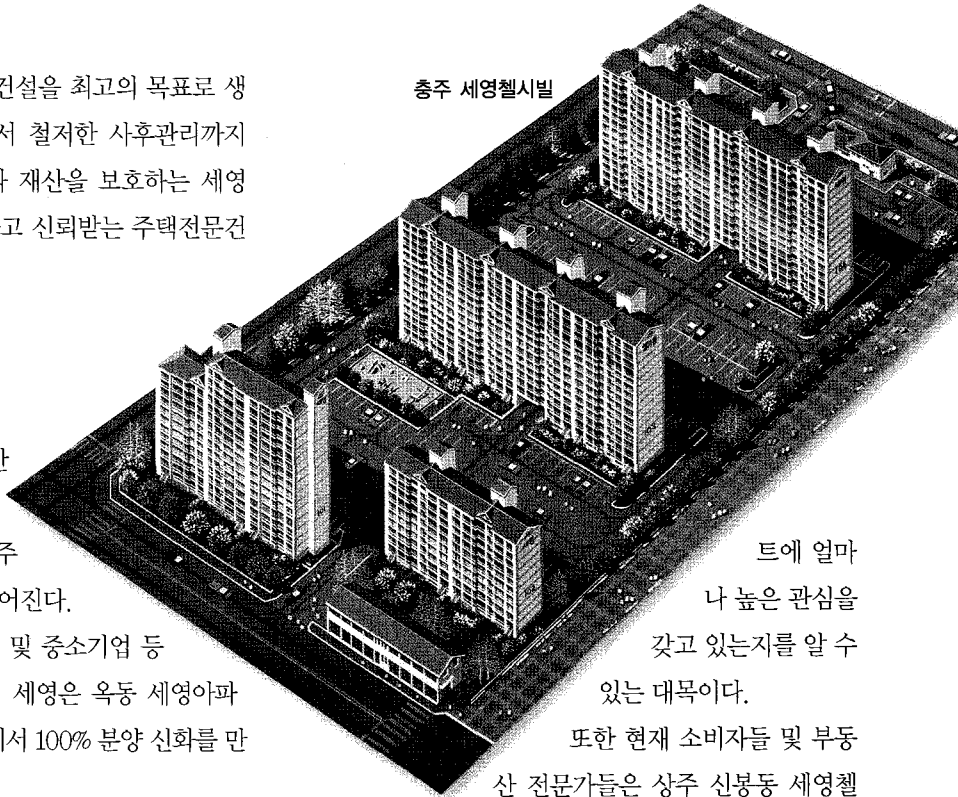 건설을 최고의 목표로 생
서 철저한 사후관리까지
재산을 보호하는 세영
고 신뢰받는 주택전문건
충주 세영첼시빌
주
어진다.
및 중소기업 등
세영은 옥동 세영아파
서 100% 분양 신화를 만
트에 얼마
나 높은 관심을
갖고 있는지를 알 수
있는 대목이다.
또한 현재 소비자들 및 부동
산 전문가들은 상주 신봉동 세영첼